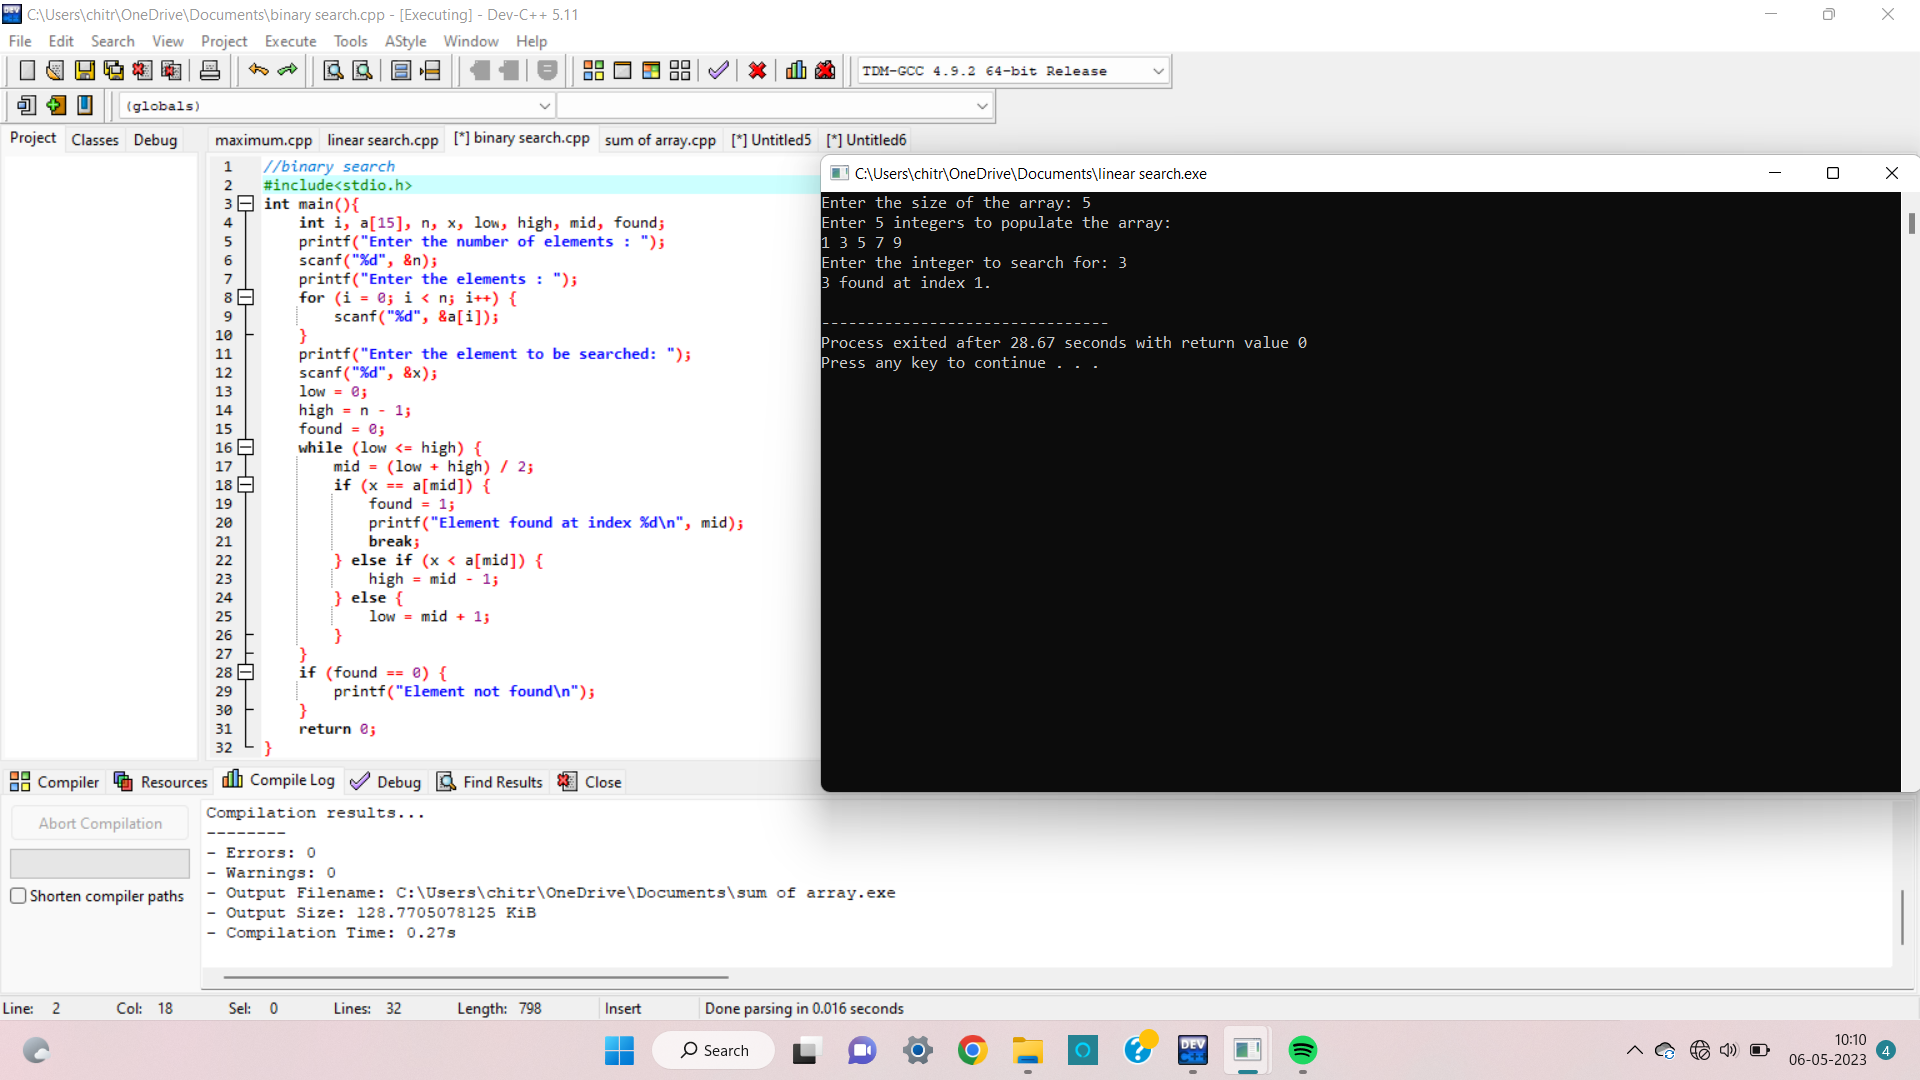 C:\Users\chitr\OneDrive\Documents\binary search.cpp - [Executing] - Dev-C++ 5.11
File Edit Search View Project Execute Tools AStyle Window Help
TDM-GCC 4.9.2 64-bit Release
(globals)
Project Classes Debug
maximum.cpp linear search.cpp [*] binary search.cpp sum of array.cpp [*] Untitled5 [*] Untitled6
1 //binary search
2 #include<stdio.h>
3 int main(){
4 int i, a[15], n, x, low, high, mid, found;
5 printf("Enter the number of elements : ");
6 scanf("%d", &n);
7 printf("Enter the elements : ");
8 for (i = 0; i < n; i++) {
9 scanf("%d", &a[i]);
10 }
11 printf("Enter the element to be searched: ");
12 scanf("%d", &x);
13 low = 0;
14 high = n - 1;
15 found = 0;
16 while (low <= high) {
17 mid = (low + high) / 2;
18 if (x == a[mid]) {
19 found = 1;
20 printf("Element found at index %d\n", mid);
21 break;
22 } else if (x < a[mid]) {
23 high = mid - 1;
24 } else {
25 low = mid + 1;
26 }
27 }
28 if (found == 0) {
29 printf("Element not found\n");
30 }
31 return 0;
32 }
C:\Users\chitr\OneDrive\Documents\linear search.exe
Enter the size of the array: 5
Enter 5 integers to populate the array:
1 3 5 7 9
Enter the integer to search for: 3
3 found at index 1.
--------------------------------
Process exited after 28.67 seconds with return value 0
Press any key to continue . . .
Compiler Resources Compile Log Debug Find Results Close
Abort Compilation
Shorten compiler paths
Compilation results...
--------
- Errors: 0
- Warnings: 0
- Output Filename: C:\Users\chitr\OneDrive\Documents\sum of array.exe
- Output Size: 128.7705078125 KiB
- Compilation Time: 0.27s
Line: 2 Col: 18 Sel: 0 Lines: 32 Length: 798 Insert Done parsing in 0.016 seconds
Search
DEV
C++
10:10
06-05-2023
4